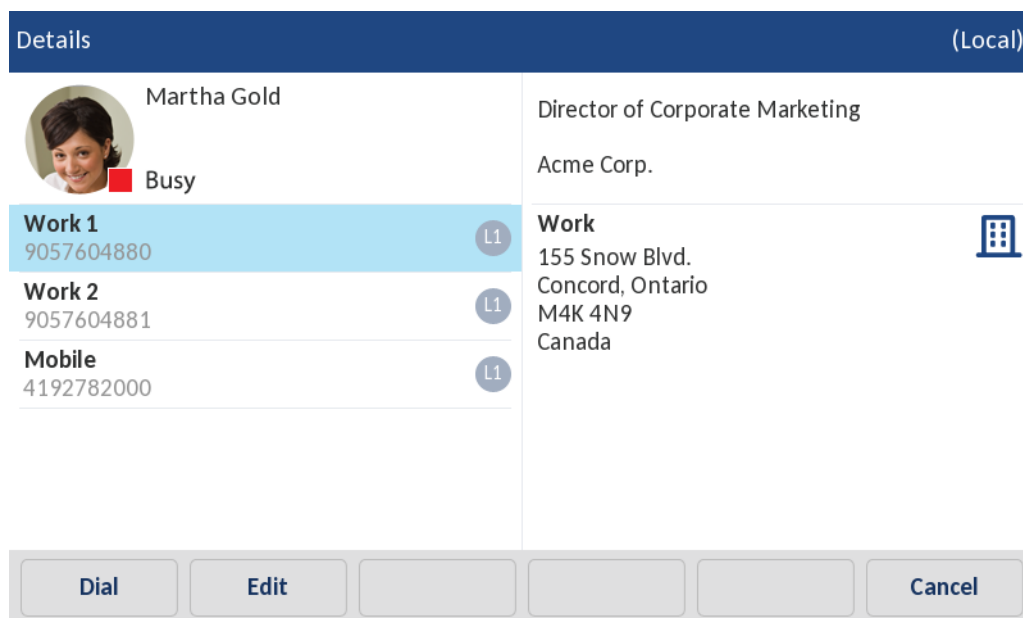 Details
(Local)
Martha Gold
Busy
Director of Corporate Marketing
Acme Corp.
Work 1
9057604880
L1
Work 2
9057604881
L1
Mobile
4192782000
L1
Work
155 Snow Blvd.
Concord, Ontario
M4K 4N9
Canada
Dial
Edit
Cancel